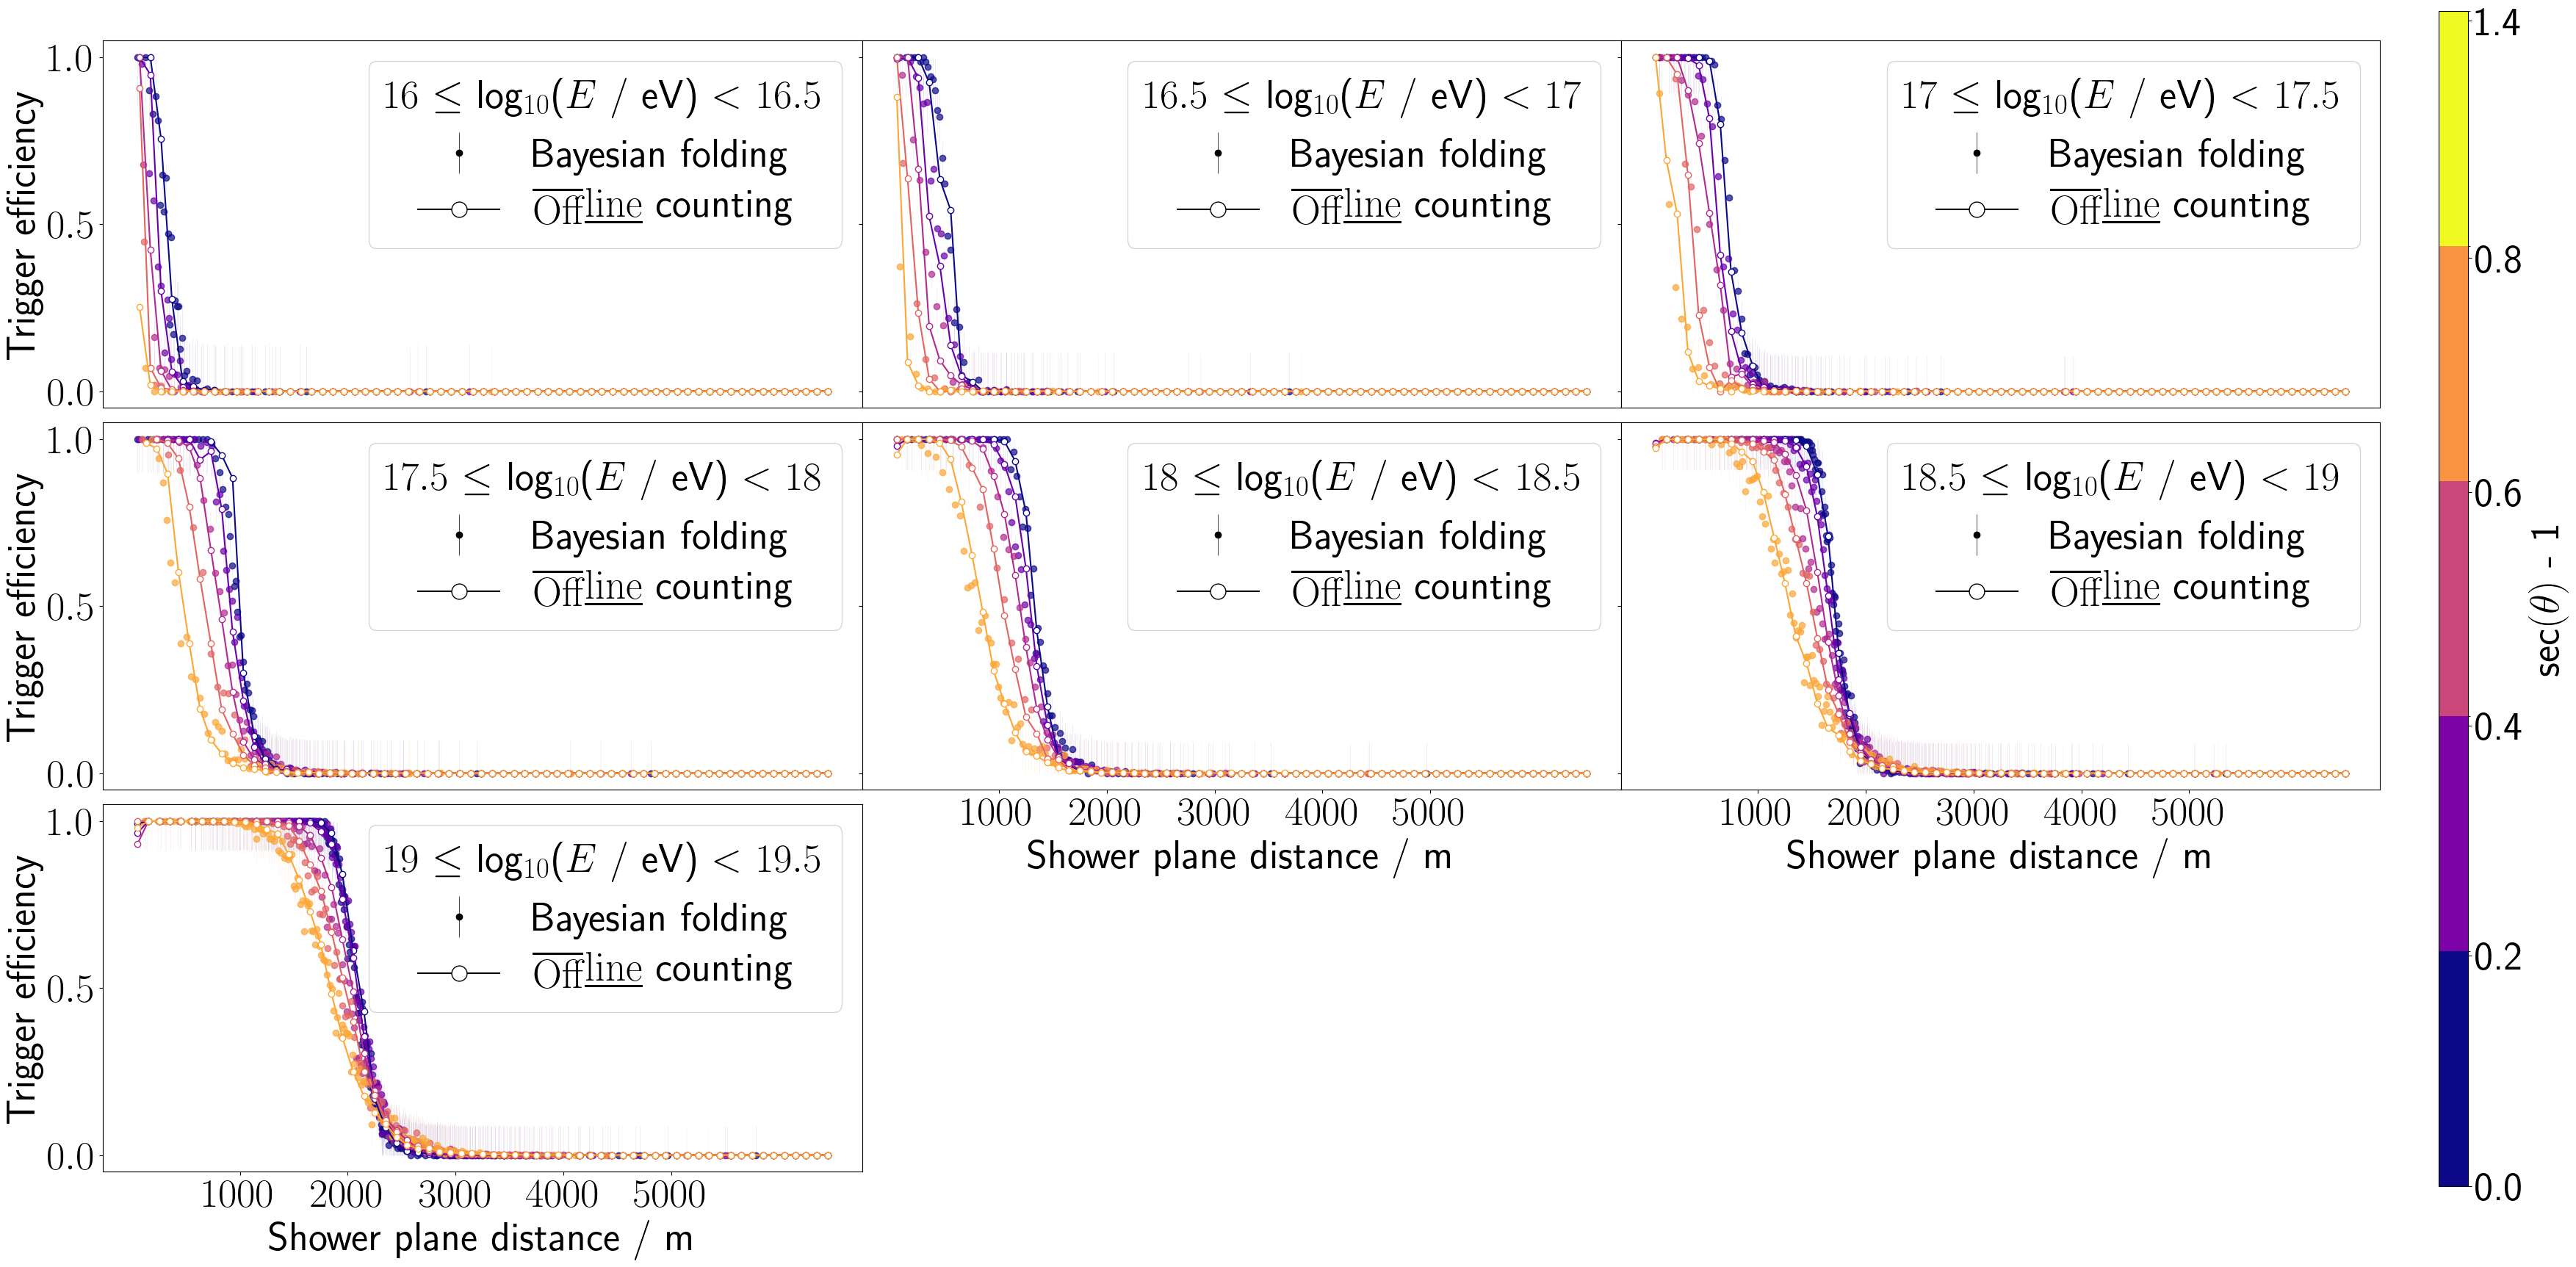 1.0
0.5
0.0
Trigger efficiency
16 ≤ log10(E / eV) < 16.5
Bayesian folding
Offline counting
16.5 ≤ log10(E / eV) < 17
Bayesian folding
Offline counting
17 ≤ log10(E / eV) < 17.5
Bayesian folding
Offline counting
1.0
0.5
0.0
Trigger efficiency
17.5 ≤ log10(E / eV) < 18
Bayesian folding
Offline counting
18 ≤ log10(E / eV) < 18.5
Bayesian folding
Offline counting
1000 2000 3000 4000 5000
Shower plane distance / m
18.5 ≤ log10(E / eV) < 19
Bayesian folding
Offline counting
1000 2000 3000 4000 5000
Shower plane distance / m
1.0
0.5
0.0
Trigger efficiency
19 ≤ log10(E / eV) < 19.5
Bayesian folding
Offline counting
1000 2000 3000 4000 5000
Shower plane distance / m
1.4
0.8
0.6
0.4
0.2
0.0
sec(θ) - 1